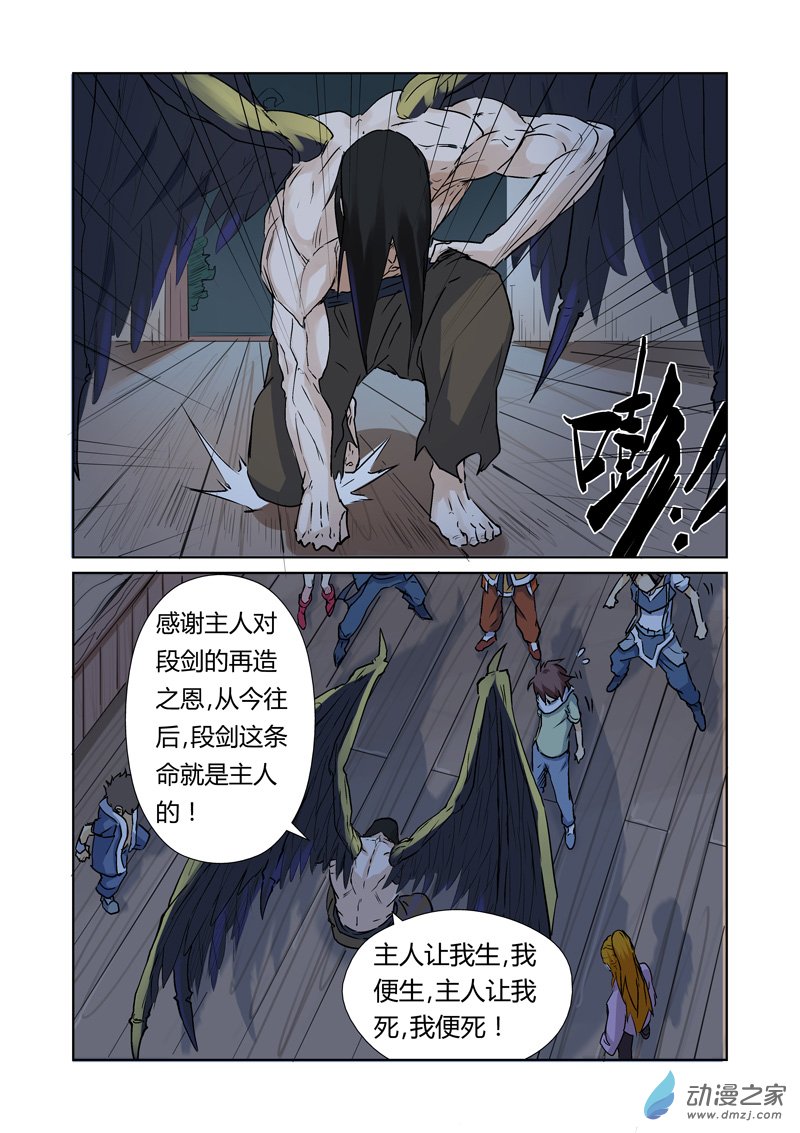 嘭!!
感谢主人对
段剑的再造
之恩,从今往
后,段剑这条
命就是主人
的！
主人让我生,我
便生,主人让我
死,我便死！
动漫之家
www.dmzj.com